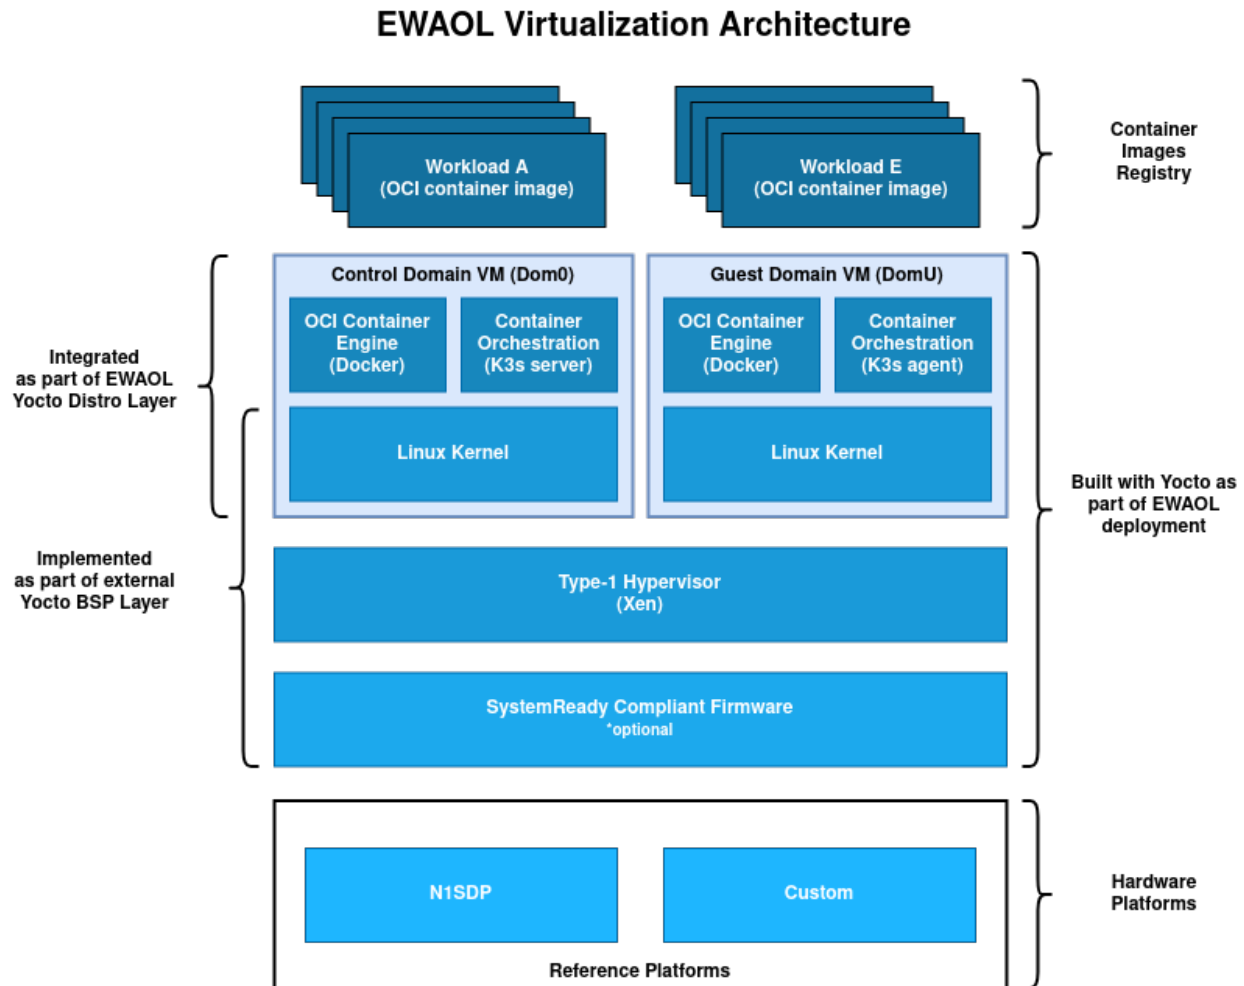 EWAOL Virtualization Architecture
Workload A
(OCI container image)
Workload E
(OCI container image)
Container
Images
Registry
Control Domain VM (Dom0)
OCI Container
Engine
(Docker)
Container
Orchestration
(K3s server)
Linux Kernel
Guest Domain VM (DomU)
OCI Container
Engine
(Docker)
Container
Orchestration
(K3s agent)
Linux Kernel
Integrated
as part of EWAOL
Yocto Distro Layer
Implemented
as part of external
Yocto BSP Layer
Built with Yocto as
part of EWAOL
deployment
Type-1 Hypervisor
(Xen)
SystemReady Compliant Firmware
*optional
N1SDP
Custom
Reference Platforms
Hardware
Platforms